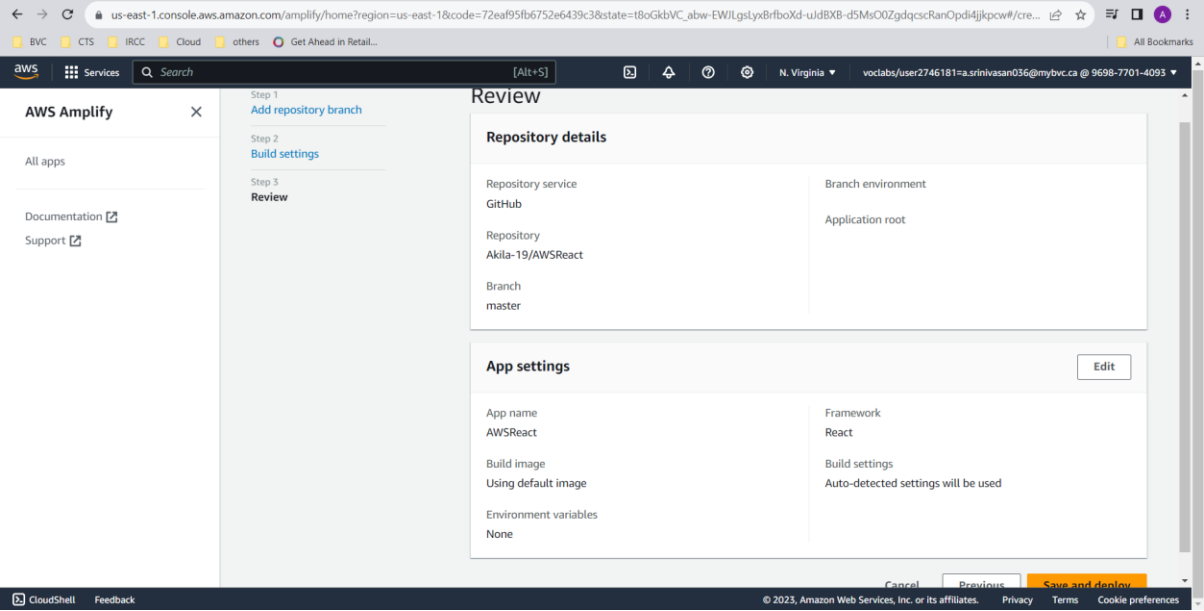 us-east-1.console.aws.amazon.com/amplify/home?region=us-east-1&code=72eaf95fb6752e6439c3&state=t8oGkbVC_abw-EWJLgsLyxBrfboXd-uJdBXB-d5MsO0ZgdqcscRanOpdi4jjkpcw#/cre...
A
BVC CTS IRCC Cloud others Get Ahead in Retail... All Bookmarks
aws Services Search [Alt+S] N. Virginia ▼ voclabs/user2746181=a.srinivasan036@mybvc.ca @ 9698-7701-4093 ▼
AWS Amplify
All apps
Documentation
Support
Step 1
Add repository branch
Step 2
Build settings
Step 3
Review
Review
Repository details
Repository service
GitHub
Repository
Akila-19/AWSReact
Branch
master
Branch environment
Application root
App settings
Edit
App name
AWSReact
Build image
Using default image
Environment variables
None
Framework
React
Build settings
Auto-detected settings will be used
Cancel Previous Save and deploy
CloudShell Feedback © 2023, Amazon Web Services, Inc. or its affiliates. Privacy Terms Cookie preferences